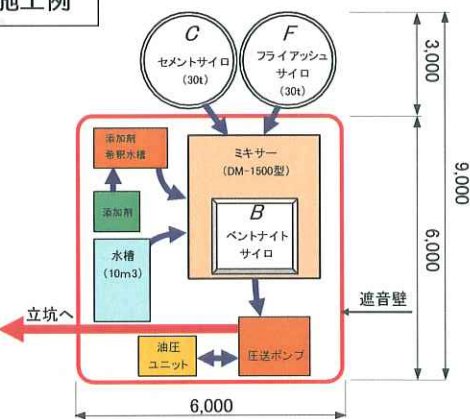 施工例
C
セメントサイロ
(30t)
F
フライアッシュ
サイロ
(30t)
3,000
添加剤
希釈水槽
ミキサー
(DM-1500型)
9,000
添加剤
B
ベントナイト
サイロ
6,000
水槽
(10m3)
立坑へ
遮音壁
油圧
ユニット
圧送ポンプ
6,000